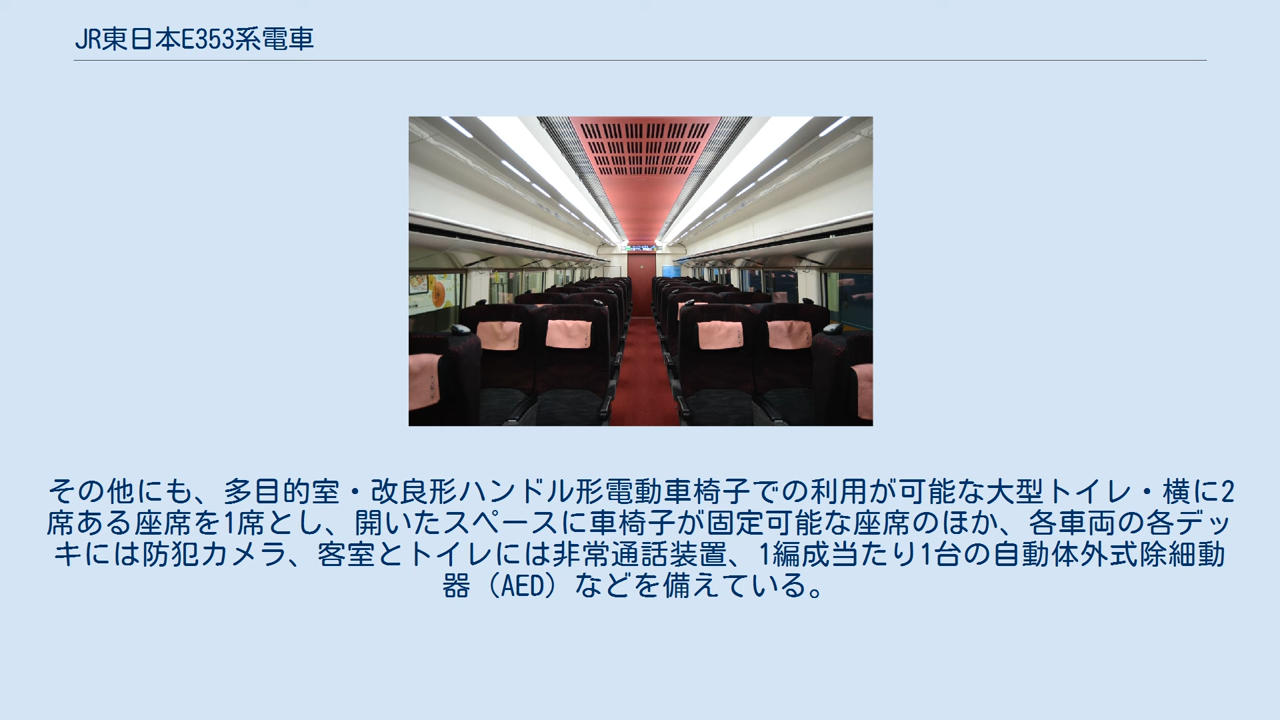 JR東日本E353系電車
その他にも、多目的室・改良形ハンドル形電動車椅子での利用が可能な大型トイレ・横に2
席ある座席を1席とし、開いたスペースに車椅子が固定可能な座席のほか、各車両の各デッ
キには防犯カメラ、客室とトイレには非常通話装置、1編成当たり1台の自動体外式除細動
器（AED）などを備えている。